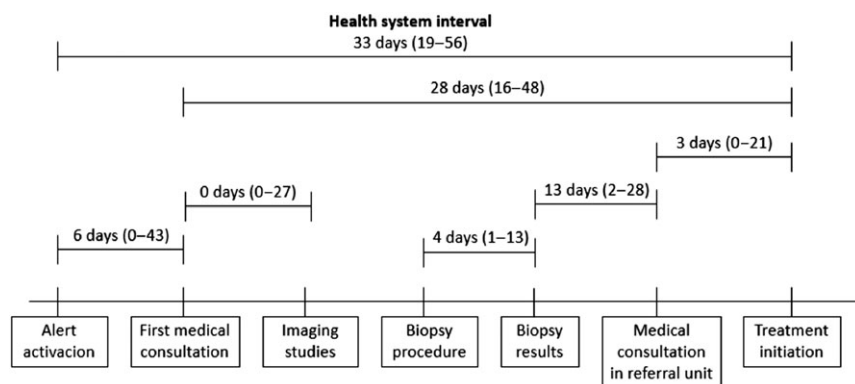 Health system interval
33 days (19–56)
28 days (16–48)
3 days (0–21)
0 days (0–27)
13 days (2–28)
6 days (0–43)
4 days (1–13)
Alert
activacion
First medical
consultation
Imaging
studies
Biopsy
procedure
Biopsy
results
Medical
consultation
in referral unit
Treatment
initiation